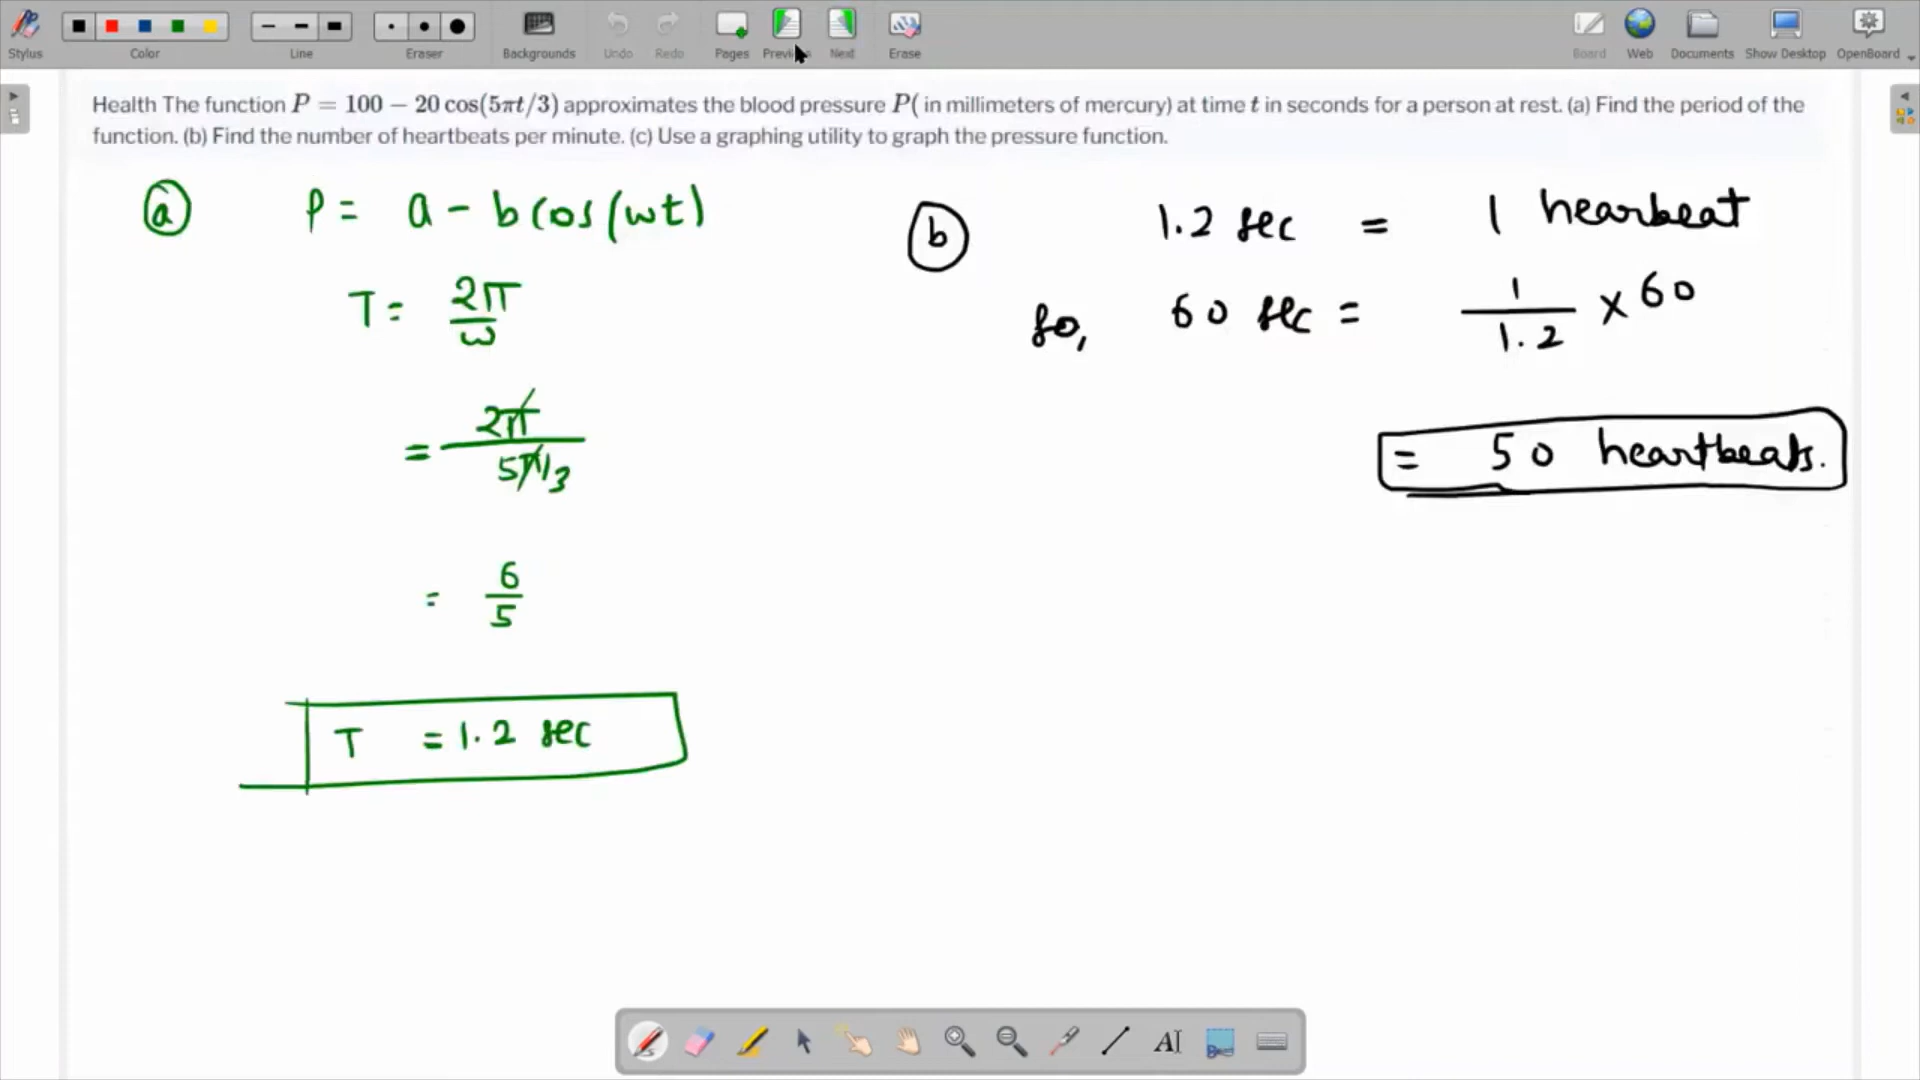 Stylus Color Line Eraser Backgrounds Undo Redo Pages Next Erase Board Web Documents Show Desktop OpenBoard
Health The function P = 100 − 20 cos(5πt/3) approximates the blood pressure P( in millimeters of mercury) at time t in seconds for a person at rest. (a) Find the period of the
function. (b) Find the number of heartbeats per minute. (c) Use a graphing utility to graph the pressure function.
a P = a - b cos(wt)
T = 2π/w
= 2π/5π/3
= 6/5
T = 1.2 sec
b 1.2 sec = 1 hearbeat
so, 60 sec = 1/1.2 × 60
= 50 heartbeats.